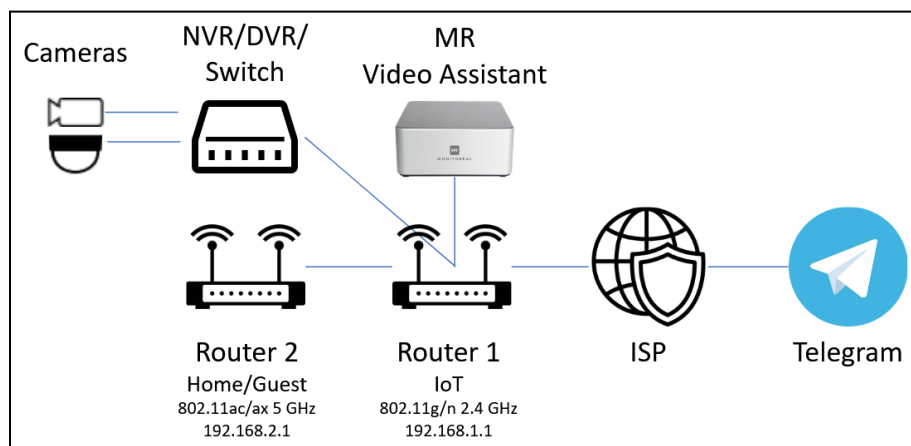 Cameras
NVR/DVR/
Switch
MR
Video Assistant
MONITOREAL
Router 2
Home/Guest
802.11ac/ax 5 GHz
192.168.2.1
Router 1
IoT
802.11g/n 2.4 GHz
192.168.1.1
ISP
Telegram